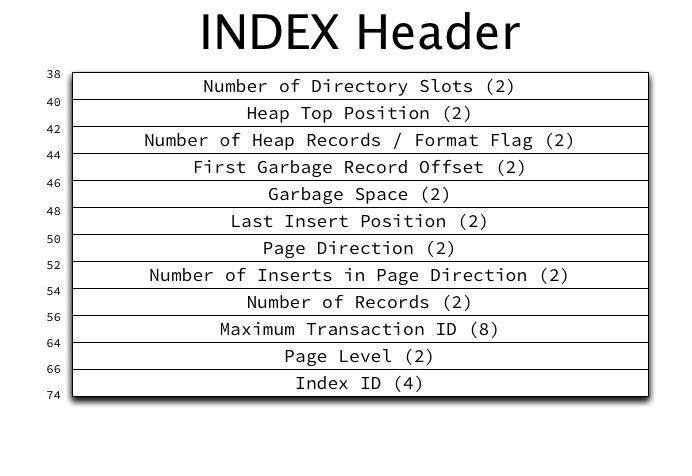 INDEX Header
38
Number of Directory Slots (2)
40
Heap Top Position (2)
42
Number of Heap Records / Format Flag (2)
44
First Garbage Record Offset (2)
46
Garbage Space (2)
48
Last Insert Position (2)
50
Page Direction (2)
52
Number of Inserts in Page Direction (2)
54
Number of Records (2)
56
Maximum Transaction ID (8)
64
Page Level (2)
66
Index ID (4)
74